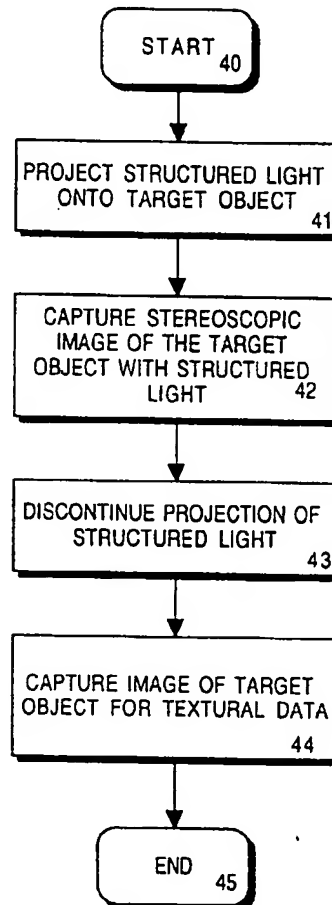 START
40
PROJECT STRUCTURED LIGHT
ONTO TARGET OBJECT
41
CAPTURE STEREOSCOPIC
IMAGE OF THE TARGET
OBJECT WITH STRUCTURED
LIGHT
42
DISCONTINUE PROJECTION OF
STRUCTURED LIGHT
43
CAPTURE IMAGE OF TARGET
OBJECT FOR TEXTURAL DATA
44
END
45